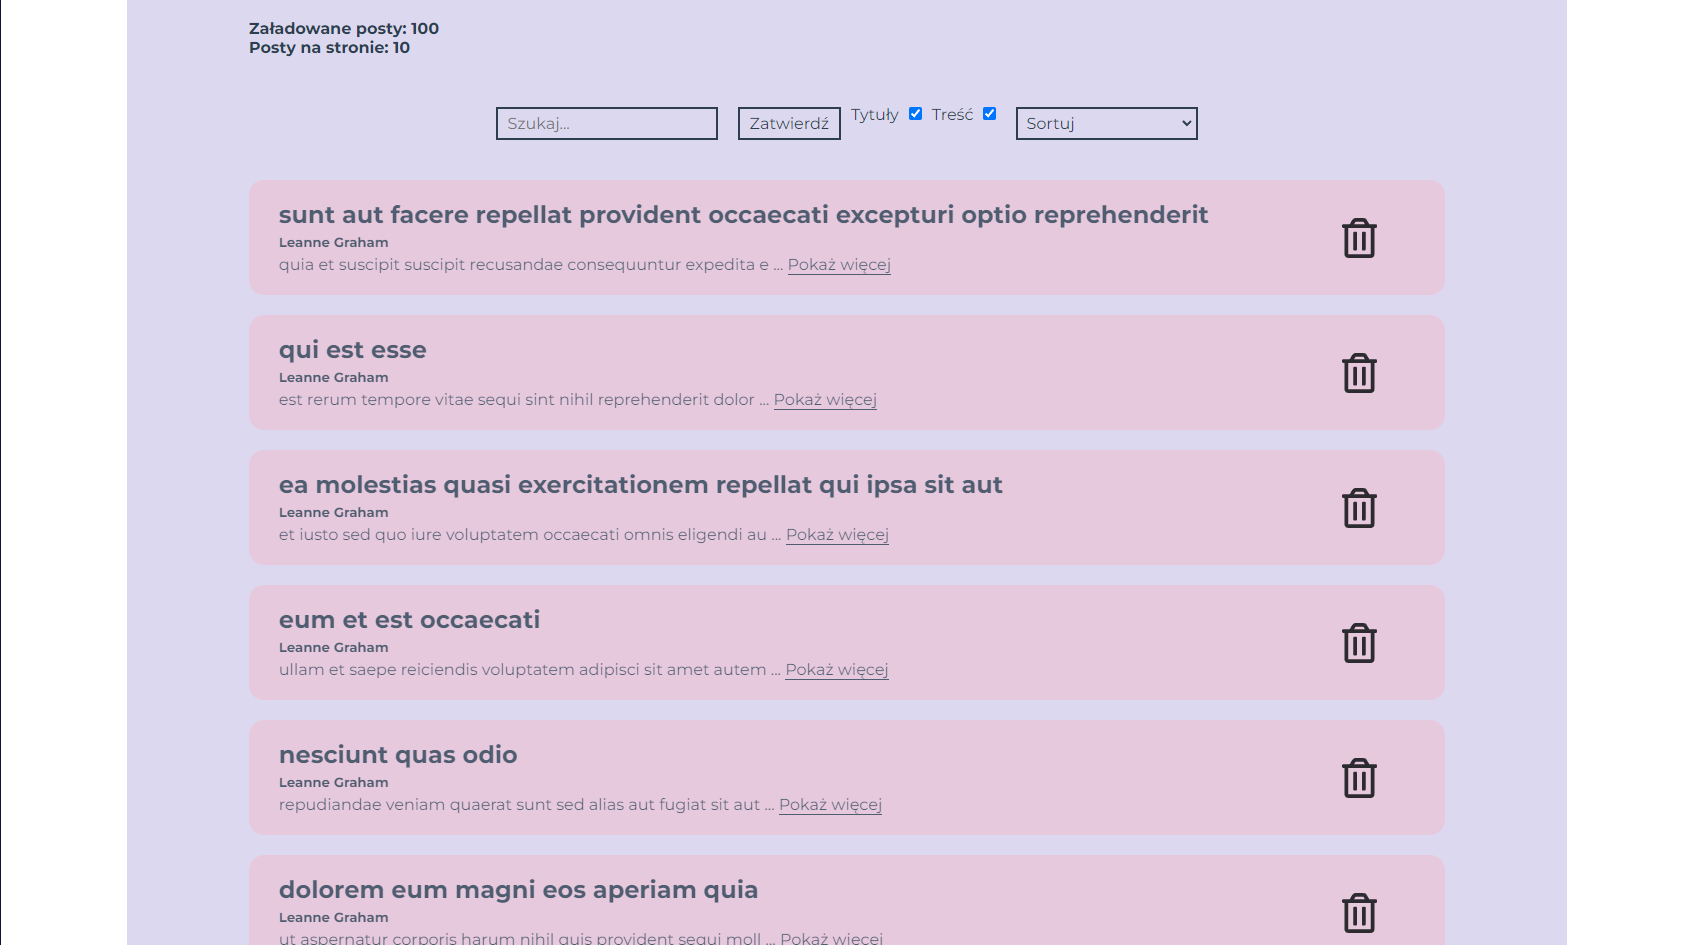 Załadowane posty: 100
Posty na stronie: 10
Szukaj... Zatwierdź Tytuły Treść Sortuj
sunt aut facere repellat provident occaecati excepturi optio reprehenderit
Leanne Graham
quia et suscipit suscipit recusandae consequuntur expedita e ... Pokaż więcej
qui est esse
Leanne Graham
est rerum tempore vitae sequi sint nihil reprehenderit dolor ... Pokaż więcej
ea molestias quasi exercitationem repellat qui ipsa sit aut
Leanne Graham
et iusto sed quo iure voluptatem occaecati omnis eligendi au ... Pokaż więcej
eum et est occaecati
Leanne Graham
ullam et saepe reiciendis voluptatem adipisci sit amet autem ... Pokaż więcej
nesciunt quas odio
Leanne Graham
repudiandae veniam quaerat sunt sed alias aut fugiat sit aut ... Pokaż więcej
dolorem eum magni eos aperiam quia
Leanne Graham
ut aspernatur corporis harum nihil quis provident sequi moll ... Pokaż więcej